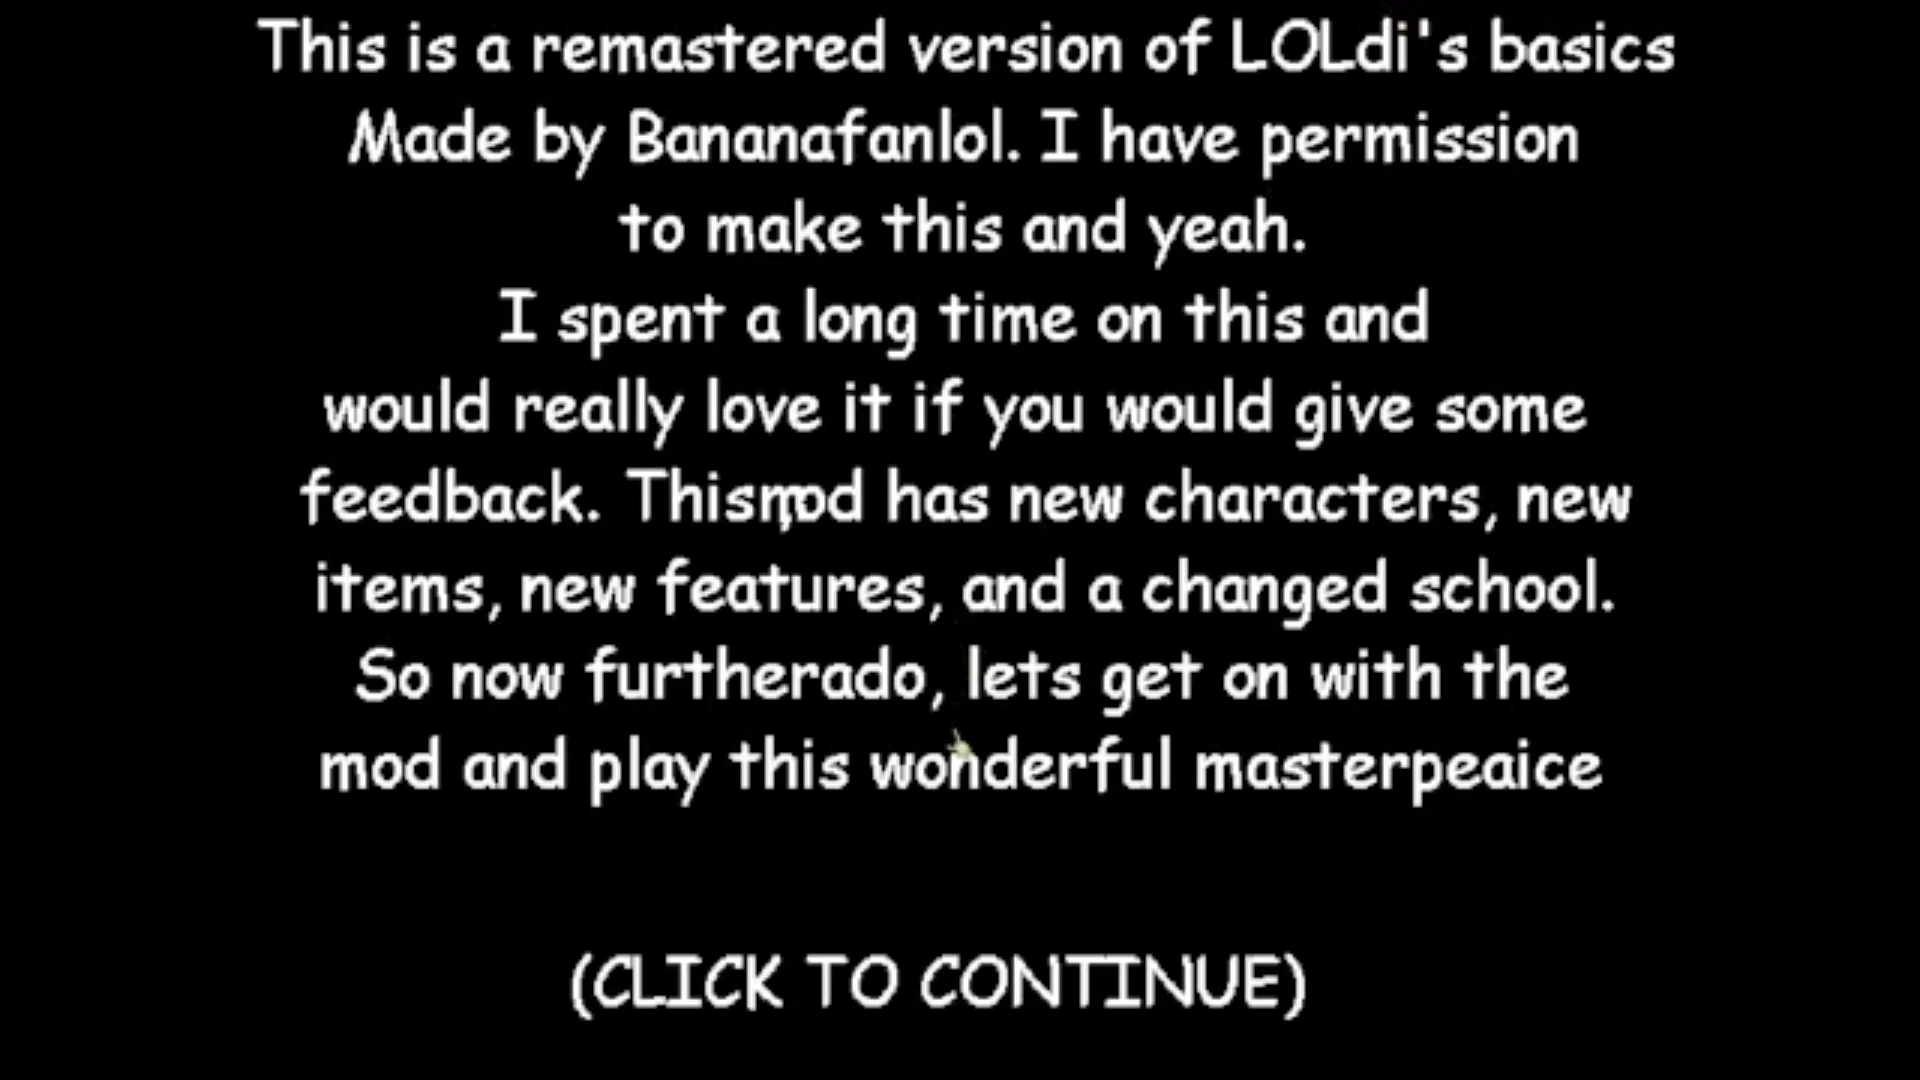 This is a remastered version of LOLdi's basics
Made by Bananafanlol. I have permission
to make this and yeah.
I spent a long time on this and
would really love it if you would give some
feedback. Thismod has new characters, new
items, new features, and a changed school.
So now furtherado, lets get on with the
mod and play this wonderful masterpeaice
(CLICK TO CONTINUE)